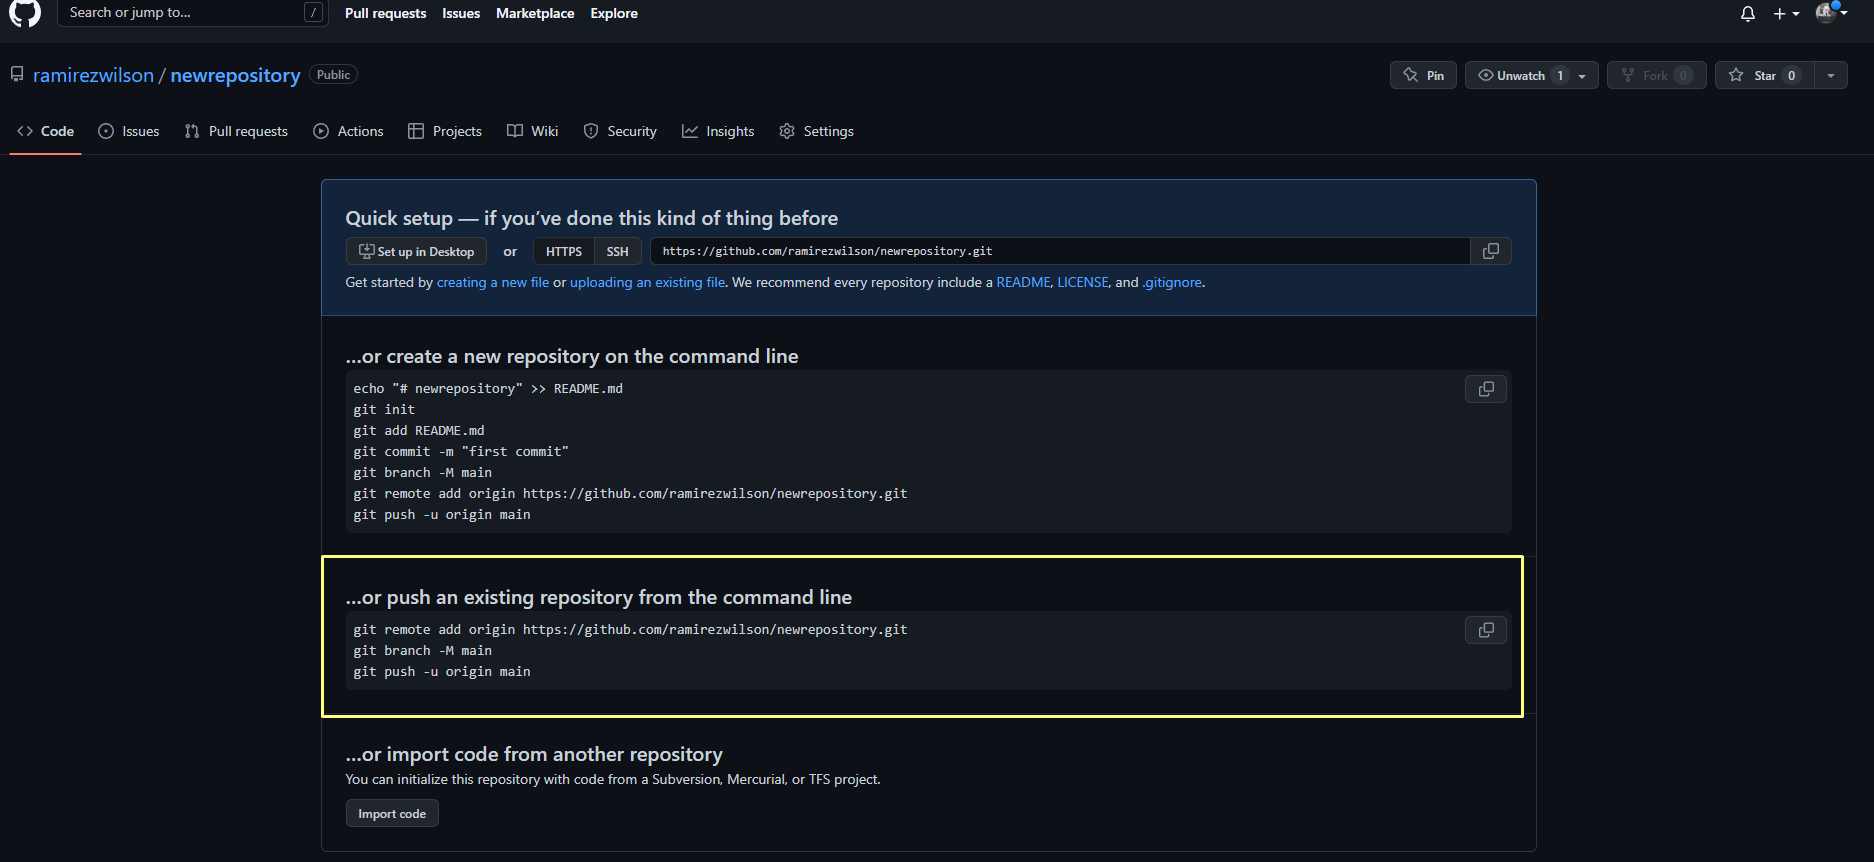 Search or jump to... /
Pull requests Issues Marketplace Explore
ramirezwilson / newrepository Public
Pin Unwatch 1 Fork 0 Star 0
Code Issues Pull requests Actions Projects Wiki Security Insights Settings
Quick setup — if you’ve done this kind of thing before
Set up in Desktop or HTTPS SSH https://github.com/ramirezwilson/newrepository.git
Get started by creating a new file or uploading an existing file. We recommend every repository include a README, LICENSE, and .gitignore.
…or create a new repository on the command line
echo "# newrepository" >> README.md
git init
git add README.md
git commit -m "first commit"
git branch -M main
git remote add origin https://github.com/ramirezwilson/newrepository.git
git push -u origin main
…or push an existing repository from the command line
git remote add origin https://github.com/ramirezwilson/newrepository.git
git branch -M main
git push -u origin main
…or import code from another repository
You can initialize this repository with code from a Subversion, Mercurial, or TFS project.
Import code